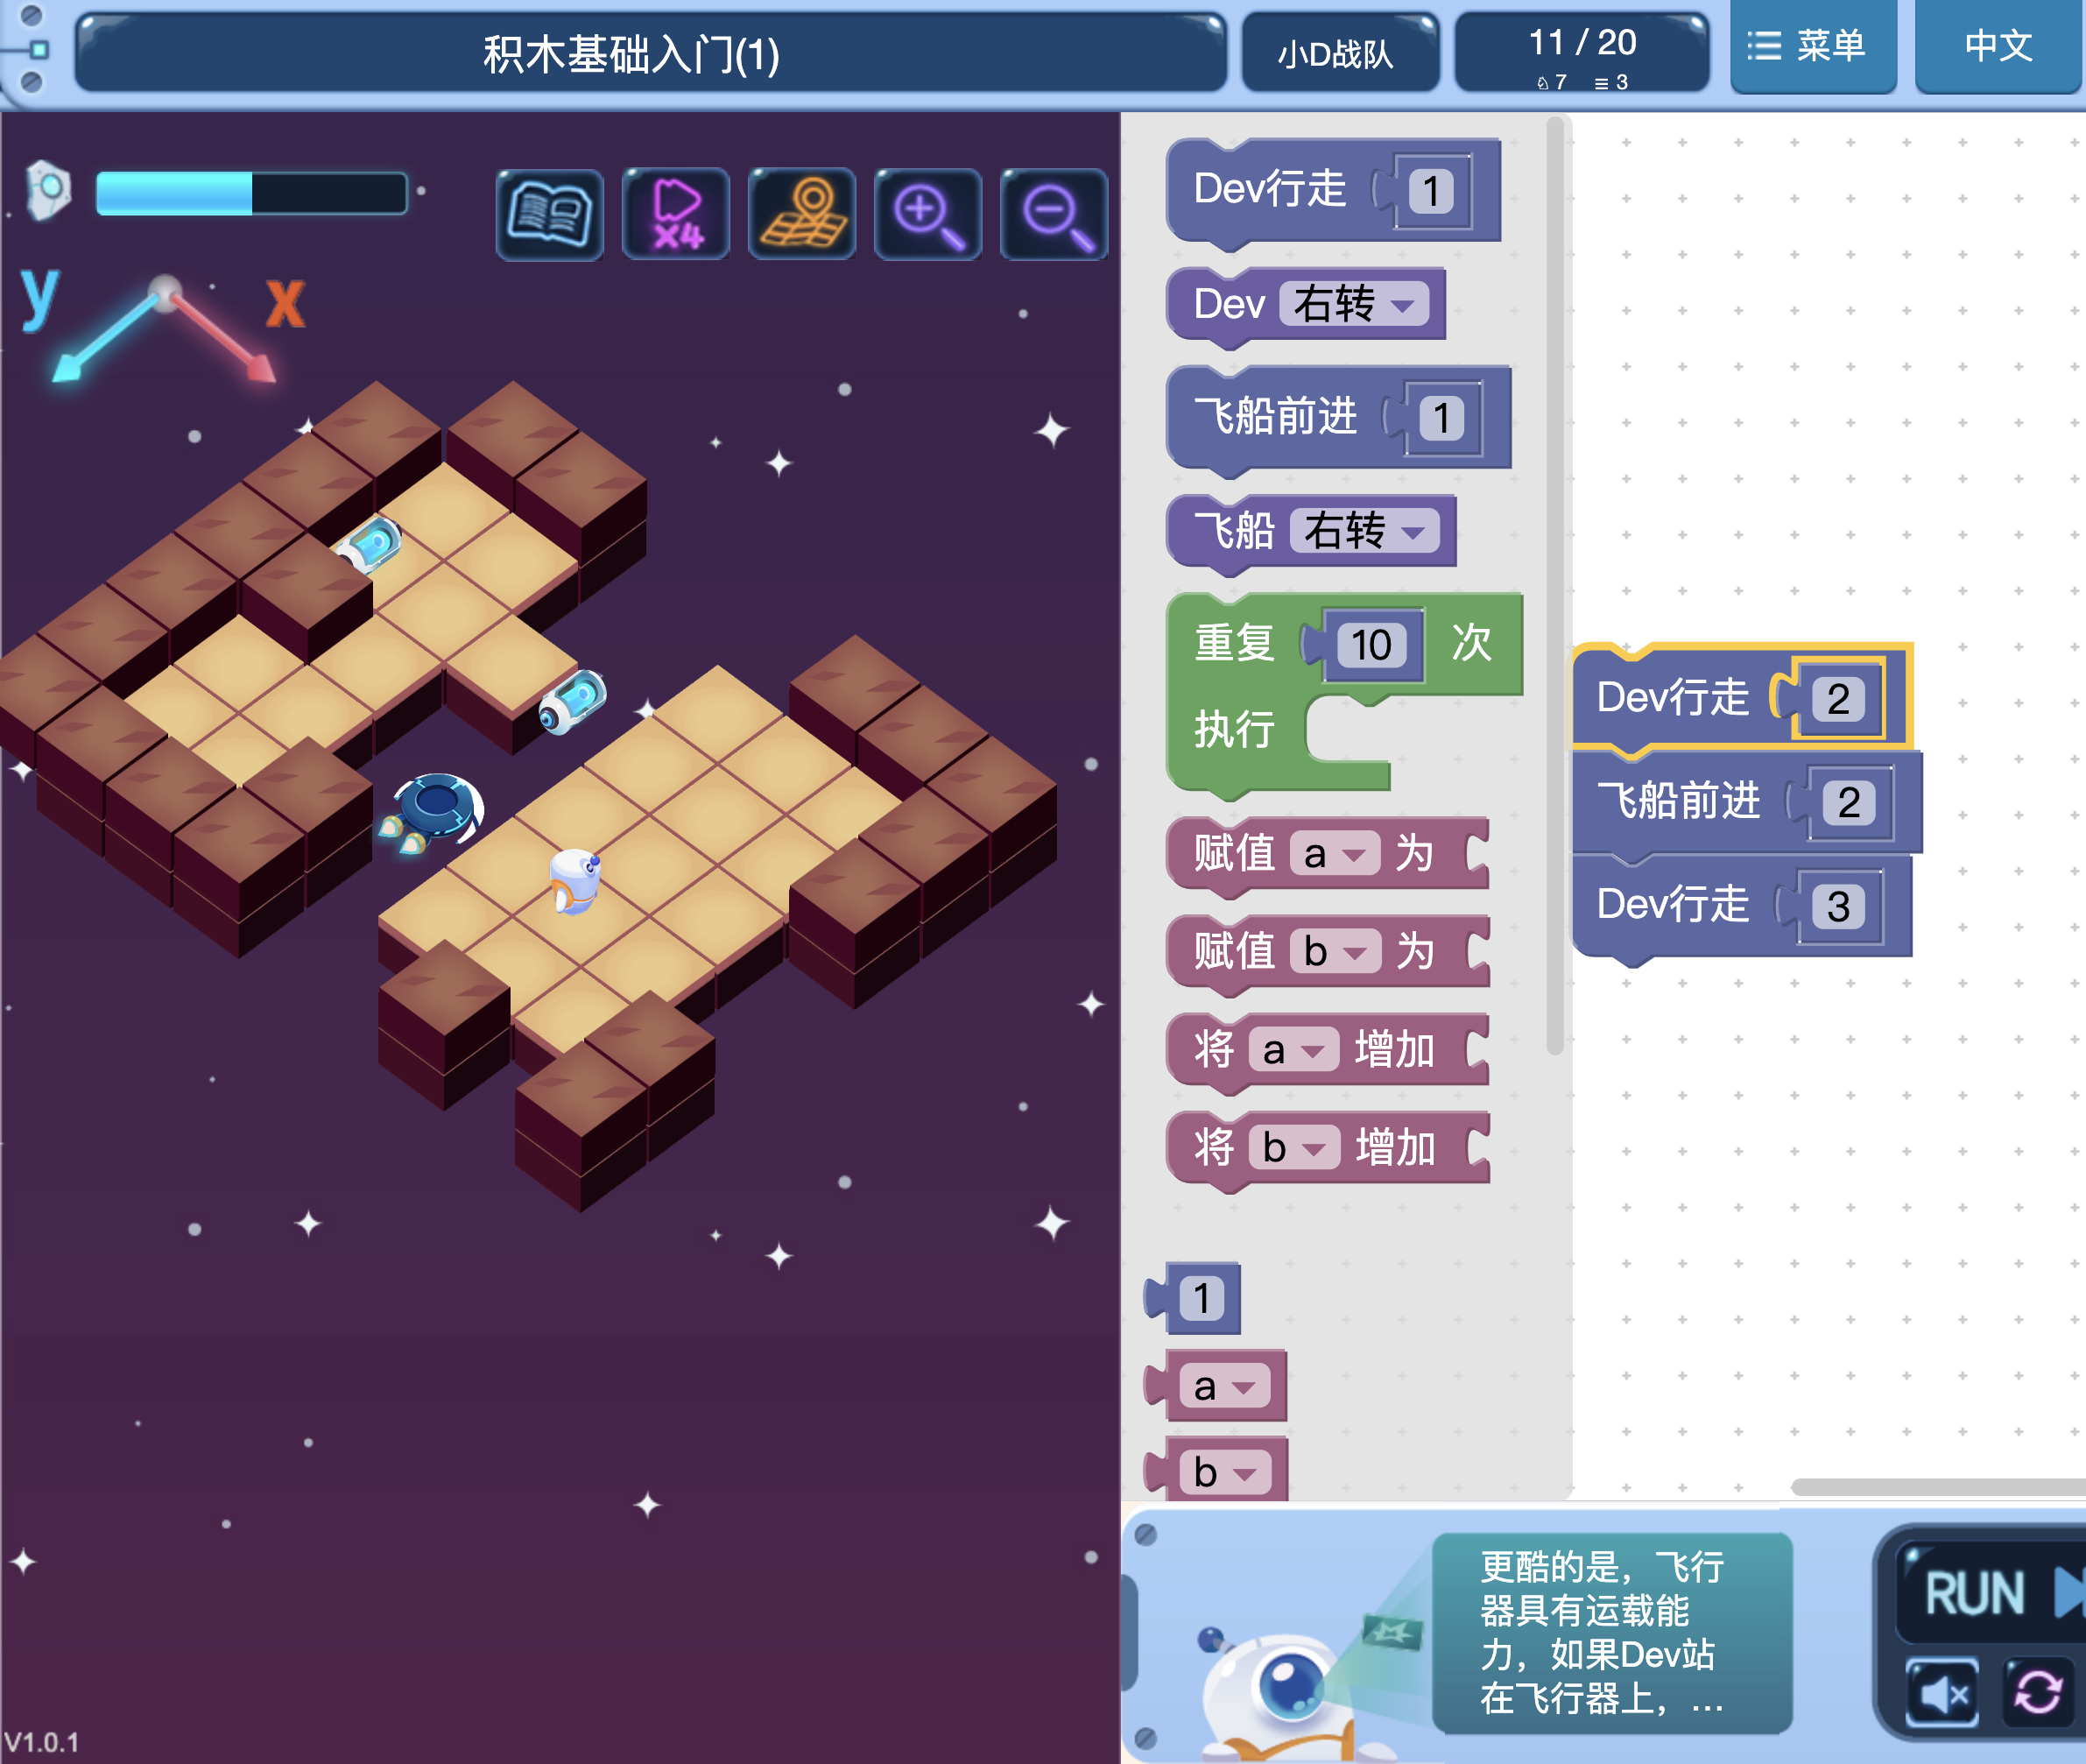 积木基础入门(1)
小D战队
11 / 20
7
3
菜单
中文
X4
y
x
Dev行走 1
Dev 右转
飞船前进 1
飞船 右转
重复 10 次
执行
赋值 a 为
赋值 b 为
将 a 增加
将 b 增加
1
a
b
Dev行走 2
飞船前进 2
Dev行走 3
更酷的是，飞行
器具有运载能
力，如果Dev站
在飞行器上，...
RUN
V1.0.1